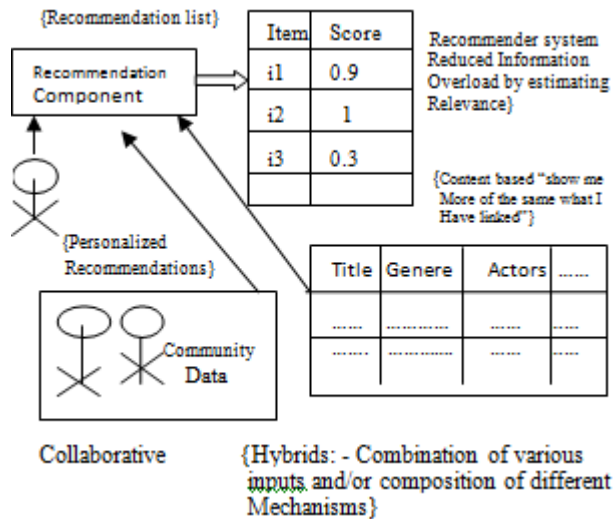 {Recommendation list}
Recommendation
Component
Item Score
i1 0.9
i2 1
i3 0.3
Recommender system
Reduced Information
Overload by estimating
Relevance}
{Content based “show me
More of the same what I
Have linked”}
{Personalized
Recommendations}
Title Genere Actors ......
...... ............. ...... ......
....... ............. ...... ......
Community
Data
Collaborative
{Hybrids: - Combination of various
inputs and/or composition of different
Mechanisms}